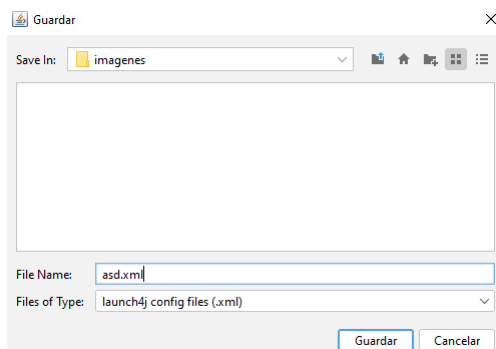 Guardar
Save In: imagenes
File Name: asd.xml
Files of Type: launch4j config files (.xml)
Guardar Cancelar